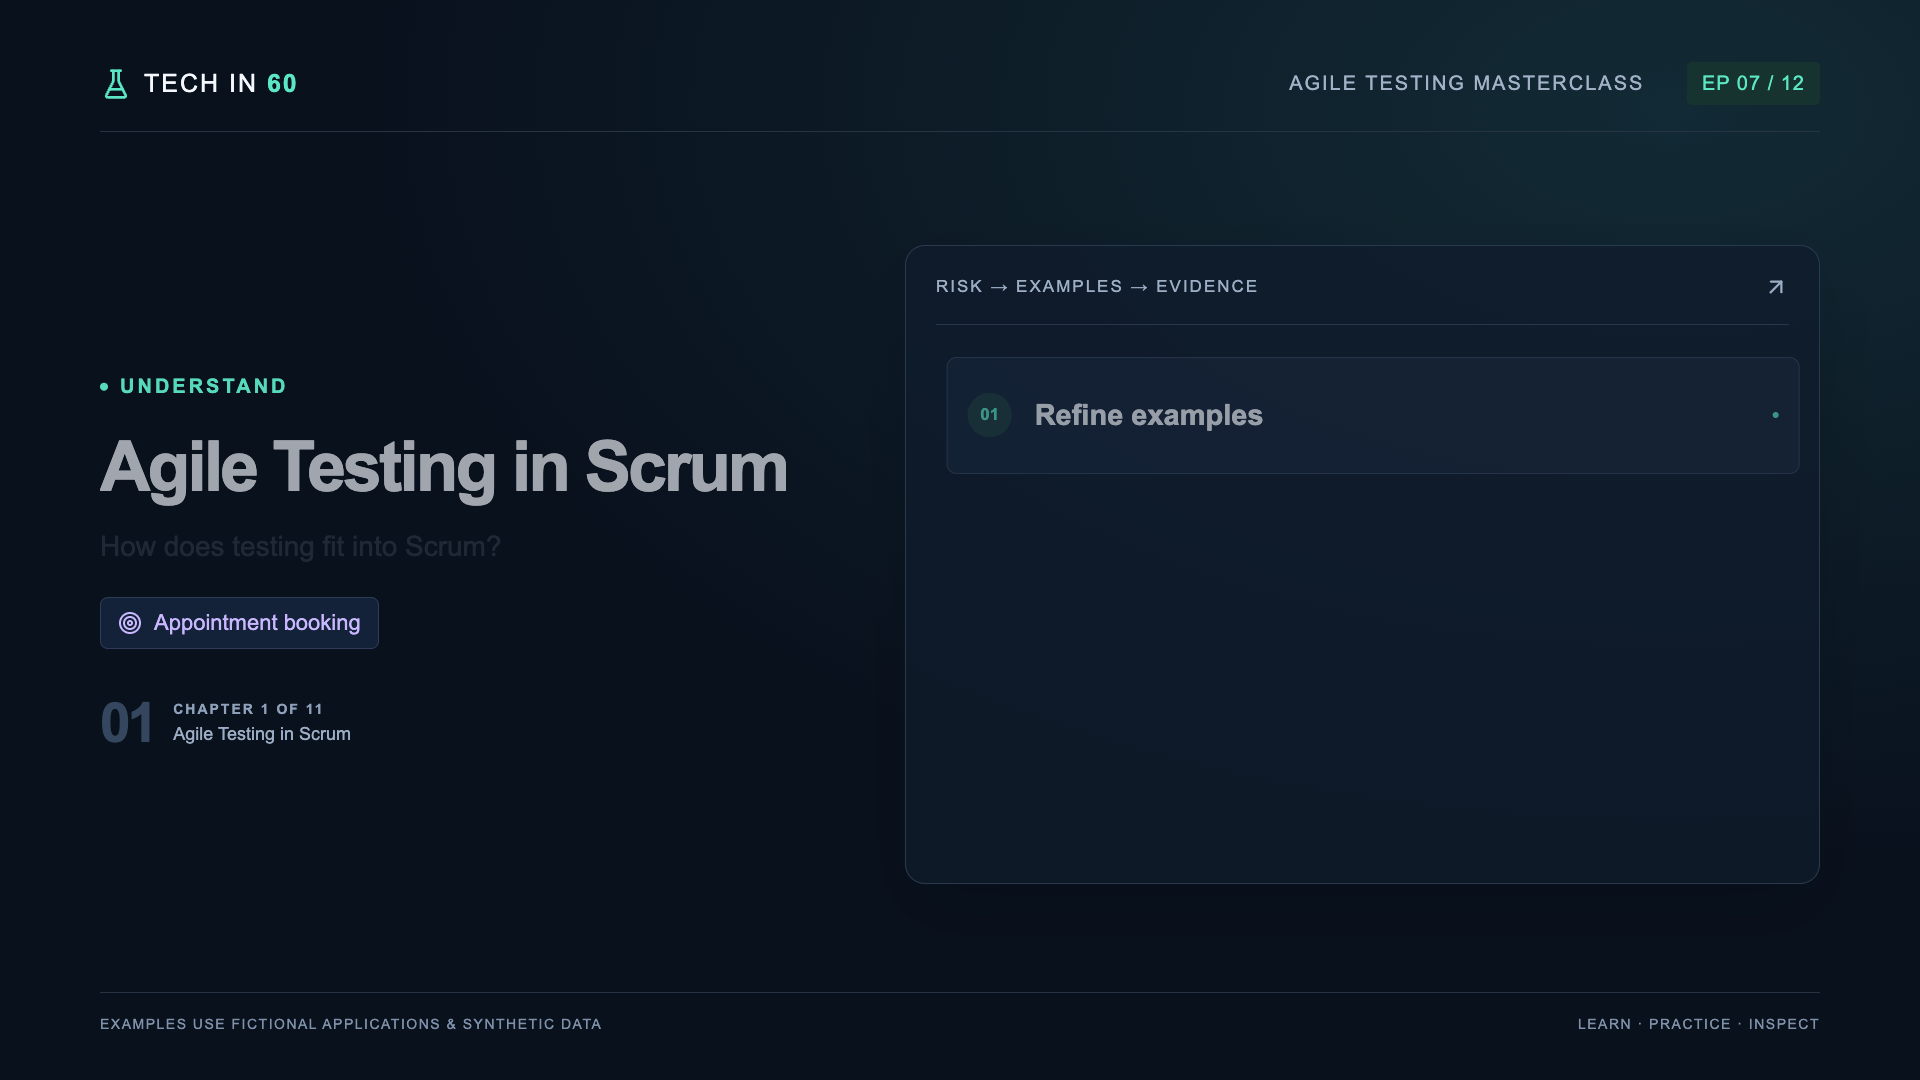 TECH IN 60
AGILE TESTING MASTERCLASS
EP 07 / 12
UNDERSTAND
Agile Testing in Scrum
How does testing fit into Scrum?
Appointment booking
01
CHAPTER 1 OF 11
Agile Testing in Scrum
RISK → EXAMPLES → EVIDENCE
01 Refine examples
EXAMPLES USE FICTIONAL APPLICATIONS & SYNTHETIC DATA
LEARN · PRACTICE · INSPECT